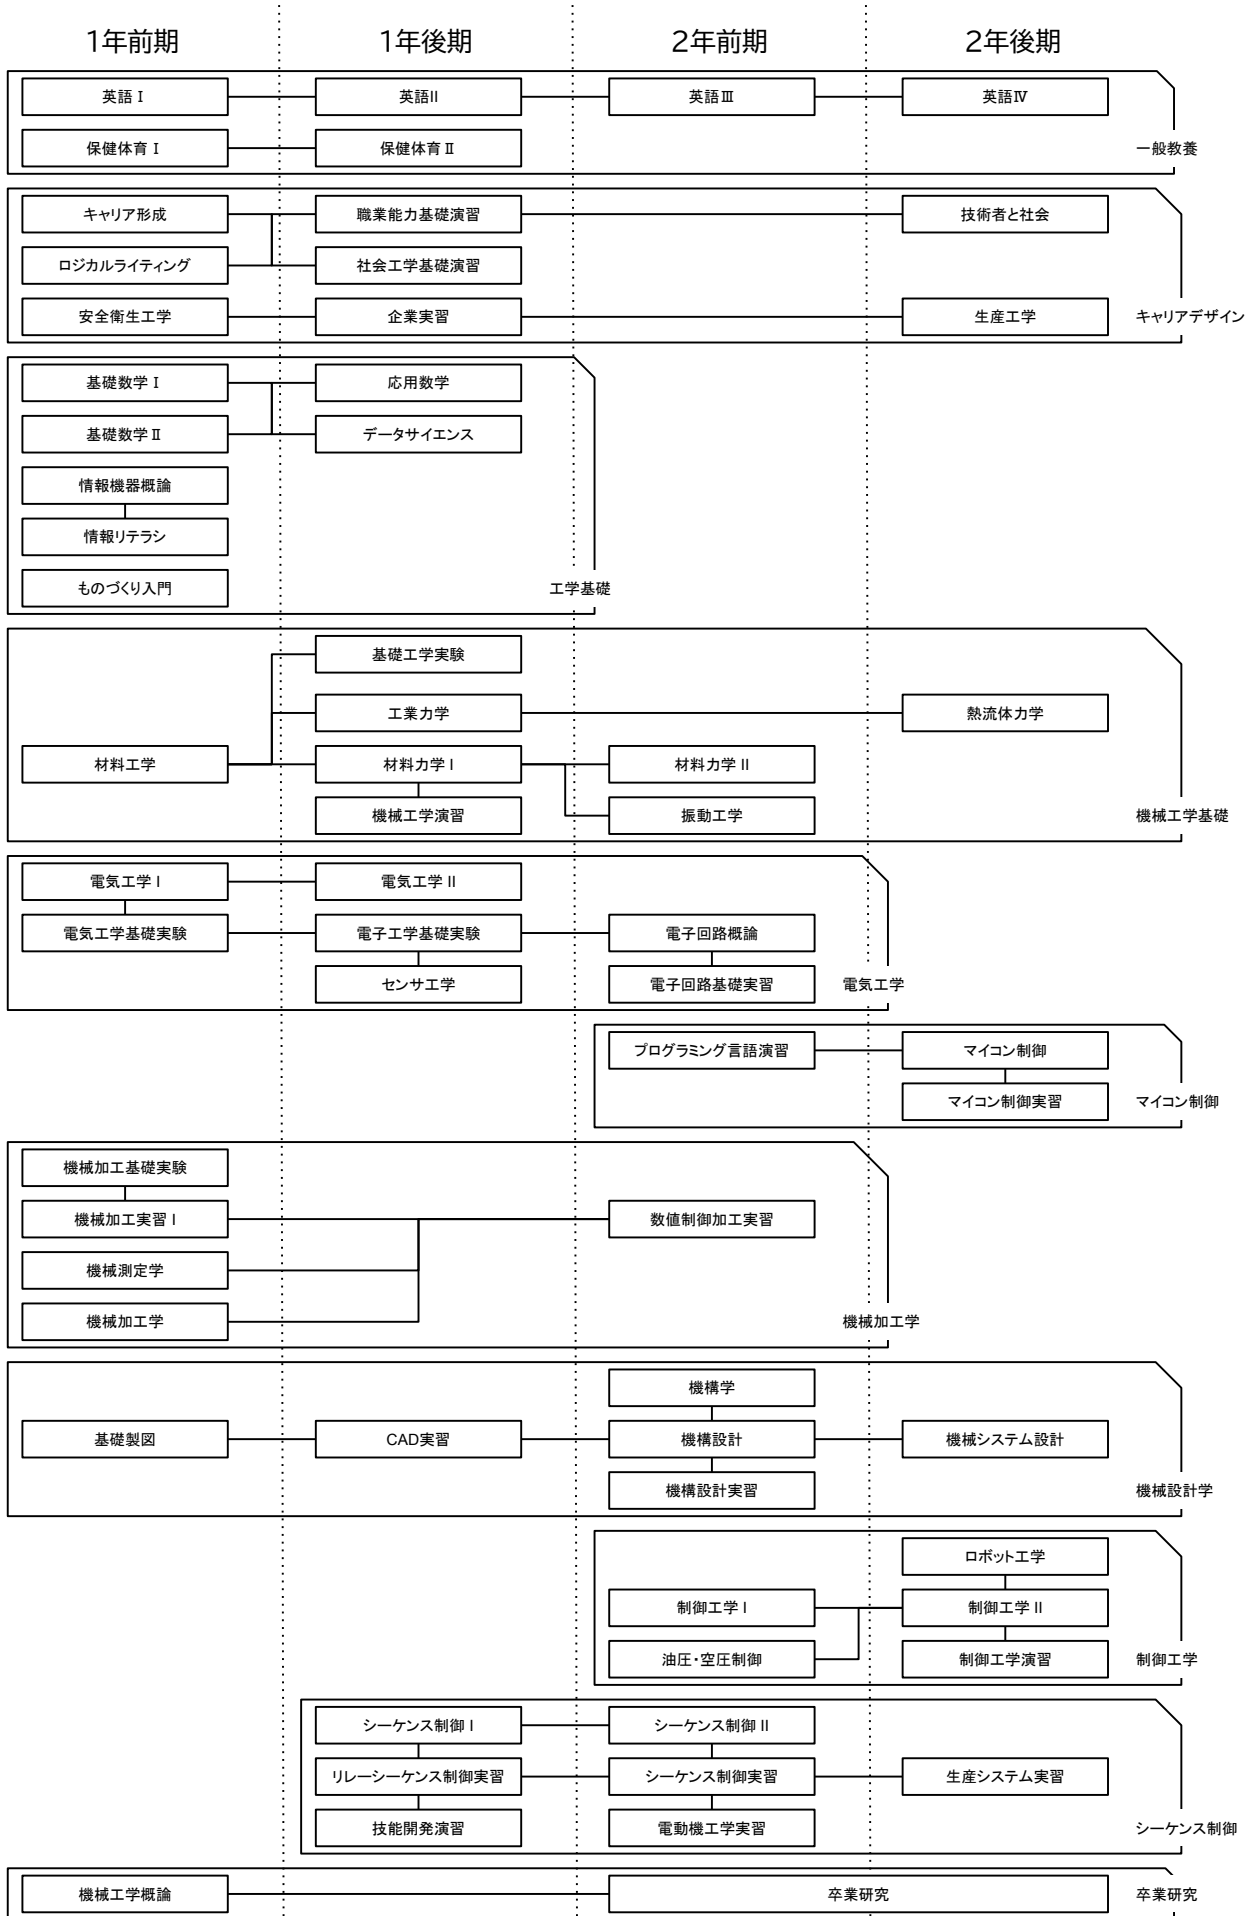 1年前期
1年後期
2年前期
2年後期
英語Ⅰ
英語II
英語Ⅲ
英語Ⅳ
保健体育Ⅰ
保健体育Ⅱ
一般教養
キャリア形成
職業能力基礎演習
技術者と社会
ロジカルライティング
社会工学基礎演習
安全衛生工学
企業実習
生産工学
キャリアデザイン
基礎数学Ⅰ
応用数学
基礎数学Ⅱ
データサイエンス
情報機器概論
情報リテラシ
ものづくり入門
工学基礎
基礎工学実験
工業力学
熱流体力学
材料工学
材料力学 I
材料力学 II
機械工学演習
振動工学
機械工学基礎
電気工学 I
電気工学 II
電気工学基礎実験
電子工学基礎実験
電子回路概論
センサ工学
電子回路基礎実習
電気工学
プログラミング言語演習
マイコン制御
マイコン制御実習
マイコン制御
機械加工基礎実験
機械加工実習 I
数値制御加工実習
機械測定学
機械加工学
機械加工学
機構学
基礎製図
CAD実習
機構設計
機械システム設計
機構設計実習
機械設計学
ロボット工学
制御工学 I
制御工学 II
油圧・空圧制御
制御工学演習
制御工学
シーケンス制御 I
シーケンス制御 II
リレーシーケンス制御実習
シーケンス制御実習
生産システム実習
技能開発演習
電動機工学実習
シーケンス制御
機械工学概論
卒業研究
卒業研究